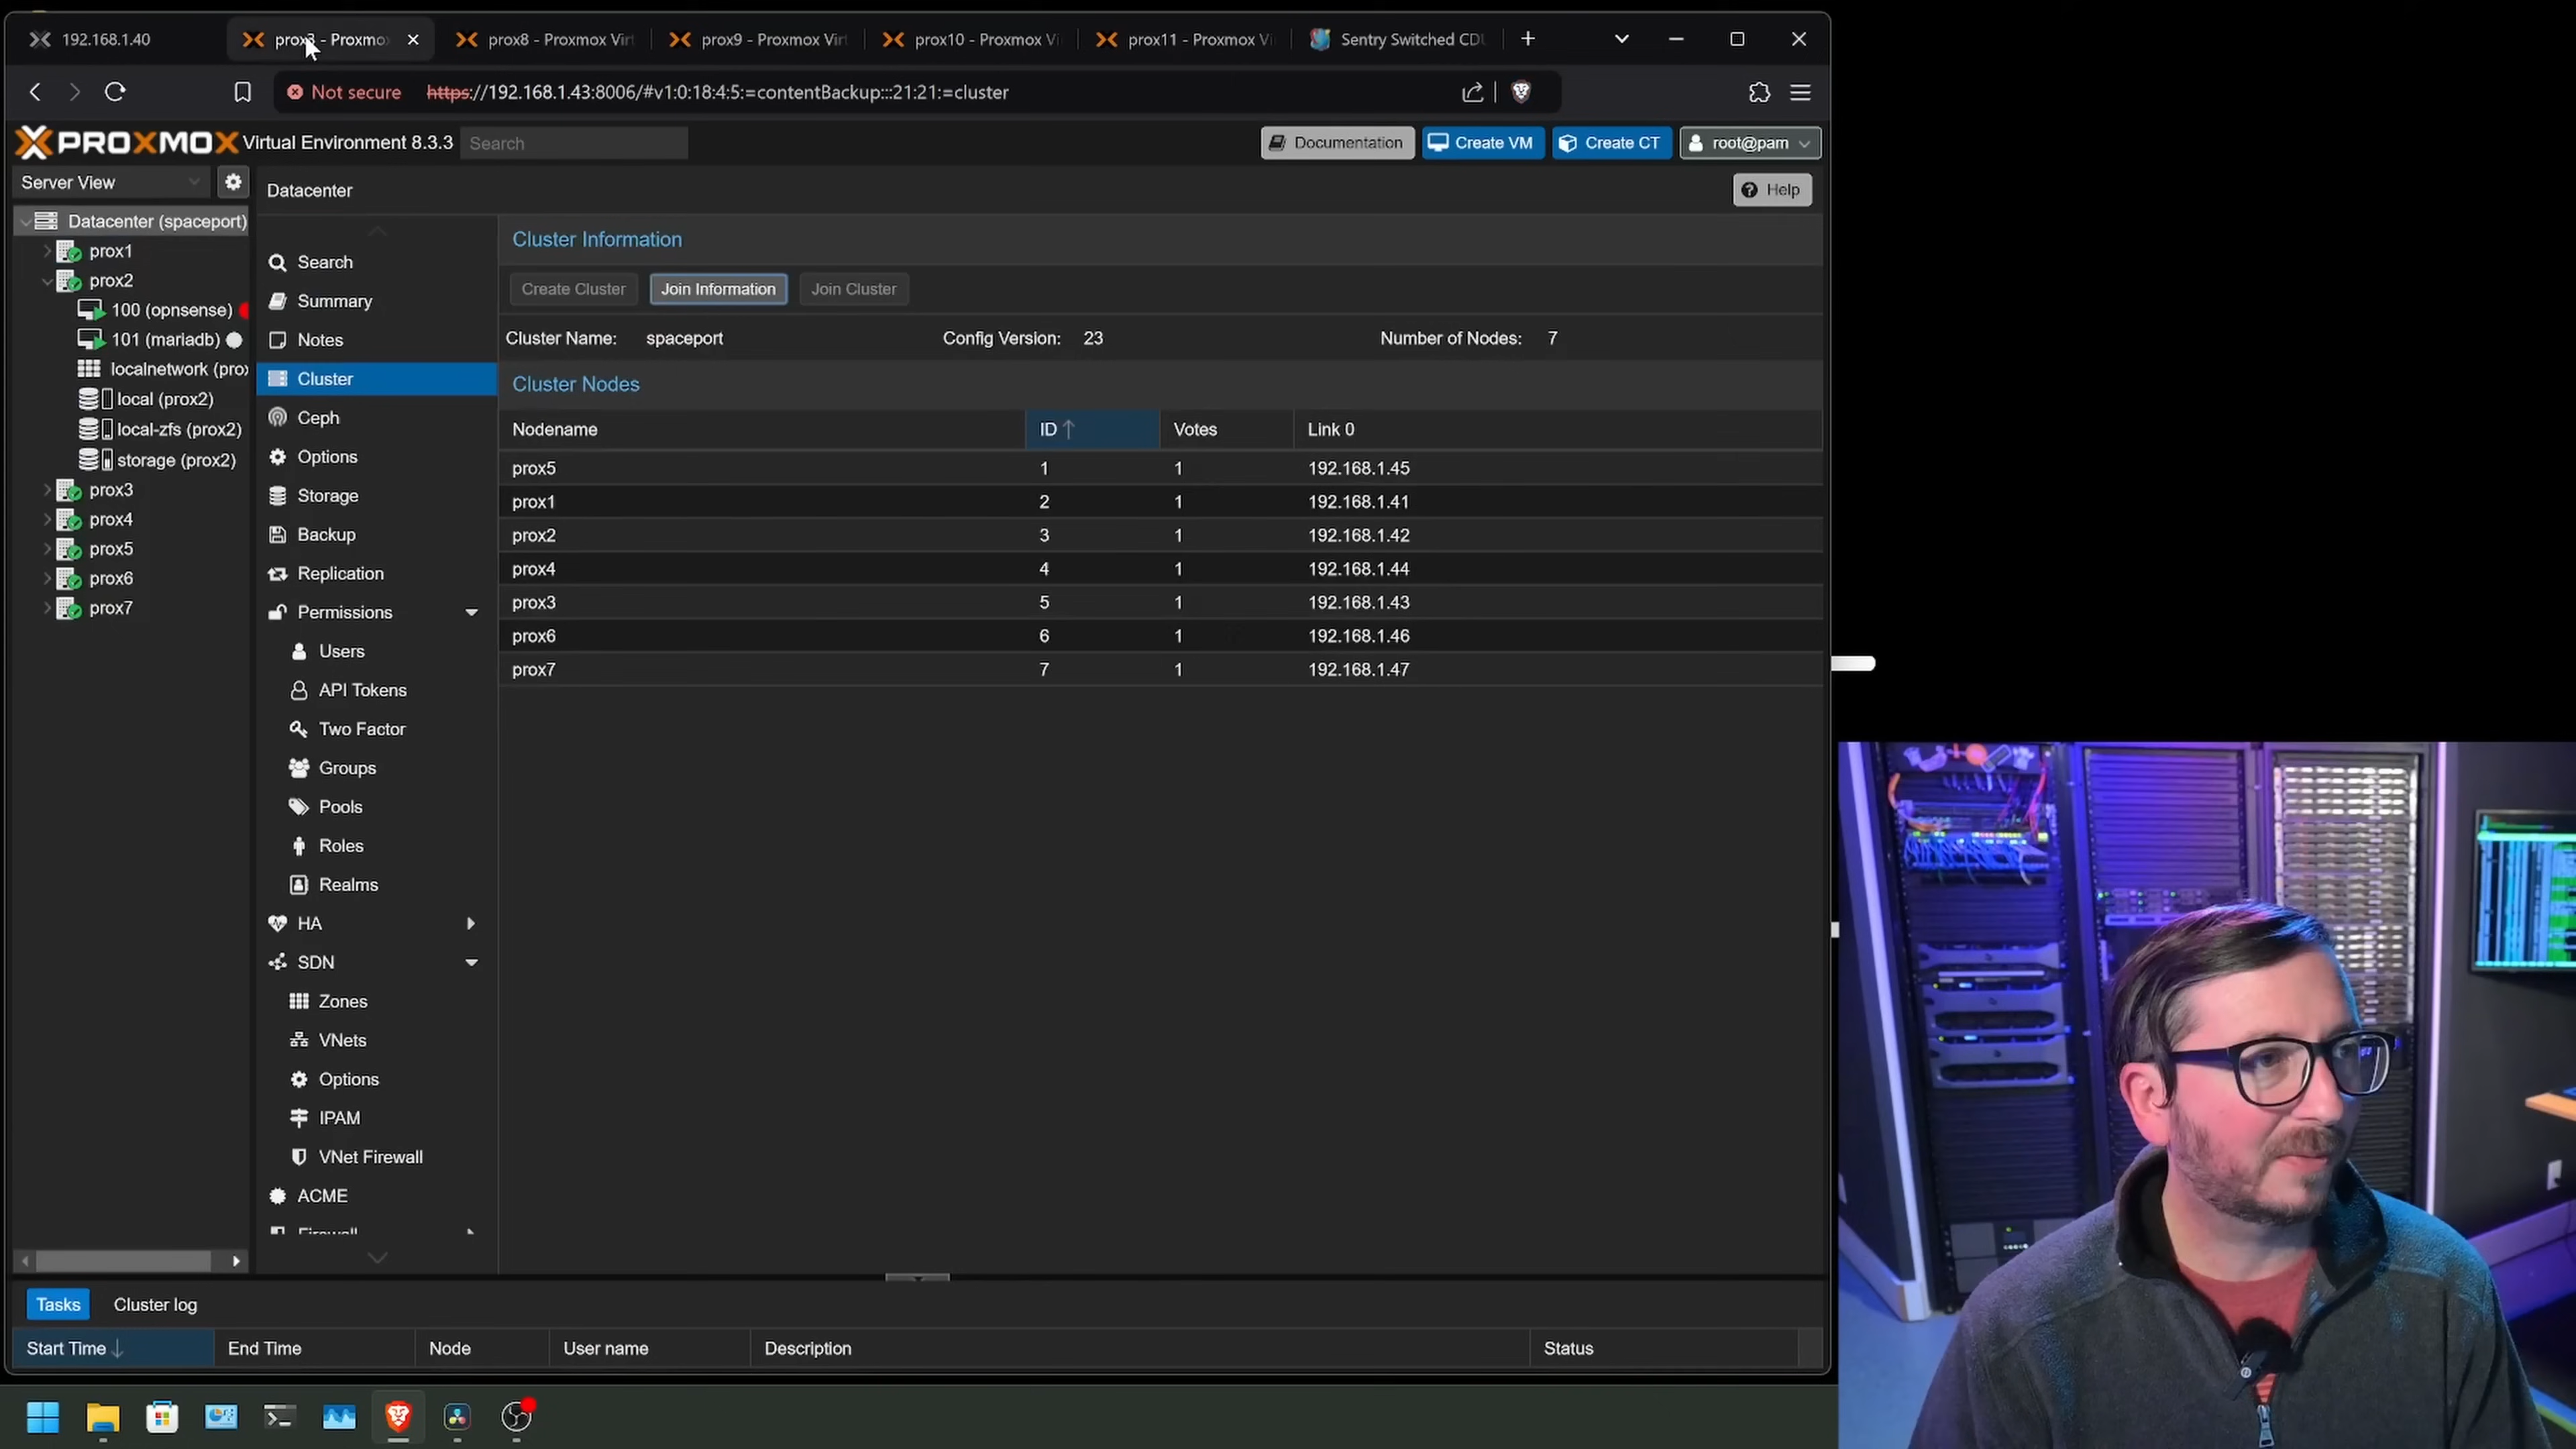 192.168.1.40
prox3 - Proxmo
prox8 - Proxmox Virt
prox9 - Proxmox Virt
prox10 - Proxmox Vi
prox11 - Proxmox Vi
Sentry Switched CDU
Not secure
https://192.168.1.43:8006/#v1:0:18:4:5:=contentBackup:::21:21:=cluster
PROXMOX
Virtual Environment 8.3.3
Search
Documentation
Create VM
Create CT
root@pam
Server View
Datacenter
Help
Datacenter (spaceport)
prox1
prox2
100 (opnsense)
101 (mariadb)
localnetwork (prox
local (prox2)
local-zfs (prox2)
storage (prox2)
prox3
prox4
prox5
prox6
prox7
Search
Summary
Notes
Cluster
Ceph
Options
Storage
Backup
Replication
Permissions
Users
API Tokens
Two Factor
Groups
Pools
Roles
Realms
HA
SDN
Zones
VNets
Options
IPAM
VNet Firewall
ACME
Firewall
Cluster Information
Create Cluster
Join Information
Join Cluster
Cluster Name: spaceport Config Version: 23 Number of Nodes: 7
Cluster Nodes
Nodename ID Votes Link 0
prox5 1 1 192.168.1.45
prox1 2 1 192.168.1.41
prox2 3 1 192.168.1.42
prox4 4 1 192.168.1.44
prox3 5 1 192.168.1.43
prox6 6 1 192.168.1.46
prox7 7 1 192.168.1.47
Tasks
Cluster log
Start Time End Time Node User name Description Status